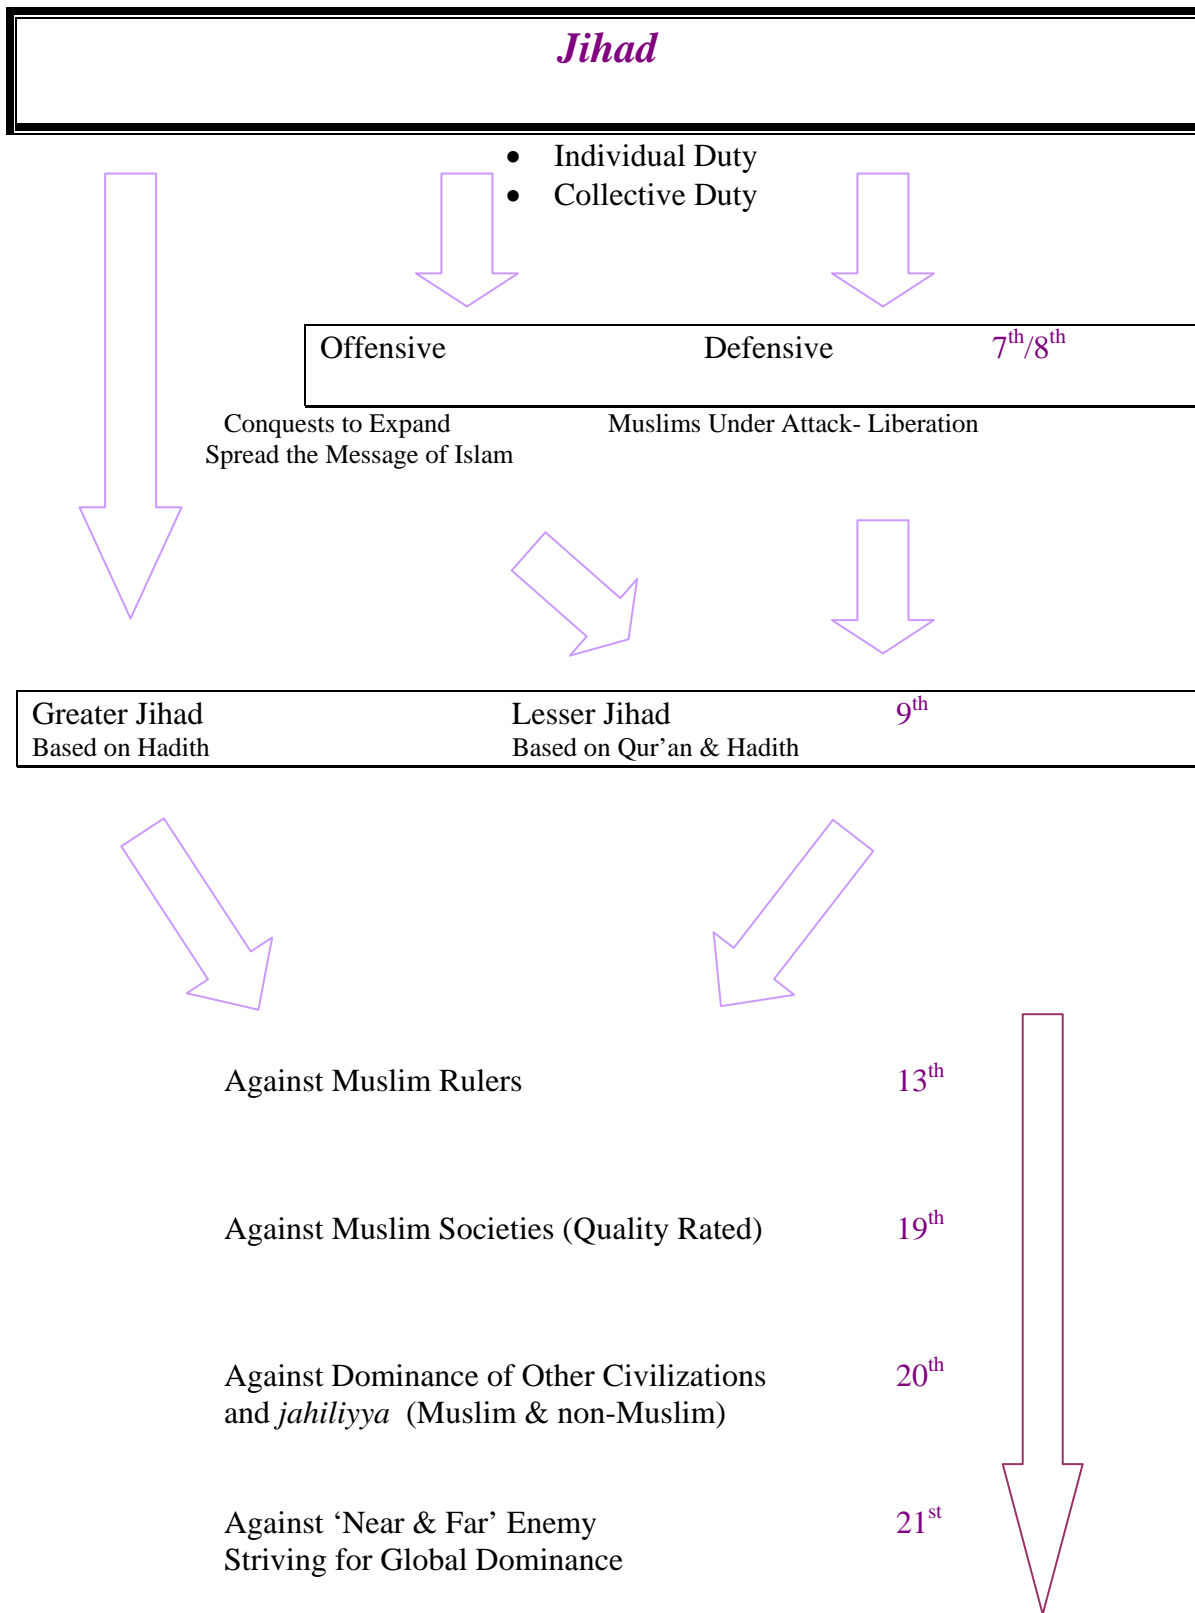 Jihad
• Individual Duty
• Collective Duty
Offensive Defensive 7th/8th
Conquests to Expand Muslims Under Attack- Liberation
Spread the Message of Islam
Greater Jihad Lesser Jihad 9th
Based on Hadith Based on Qur’an & Hadith
Against Muslim Rulers 13th
Against Muslim Societies (Quality Rated) 19th
Against Dominance of Other Civilizations 20th
and jahiliyya (Muslim & non-Muslim)
Against ‘Near & Far’ Enemy 21st
Striving for Global Dominance